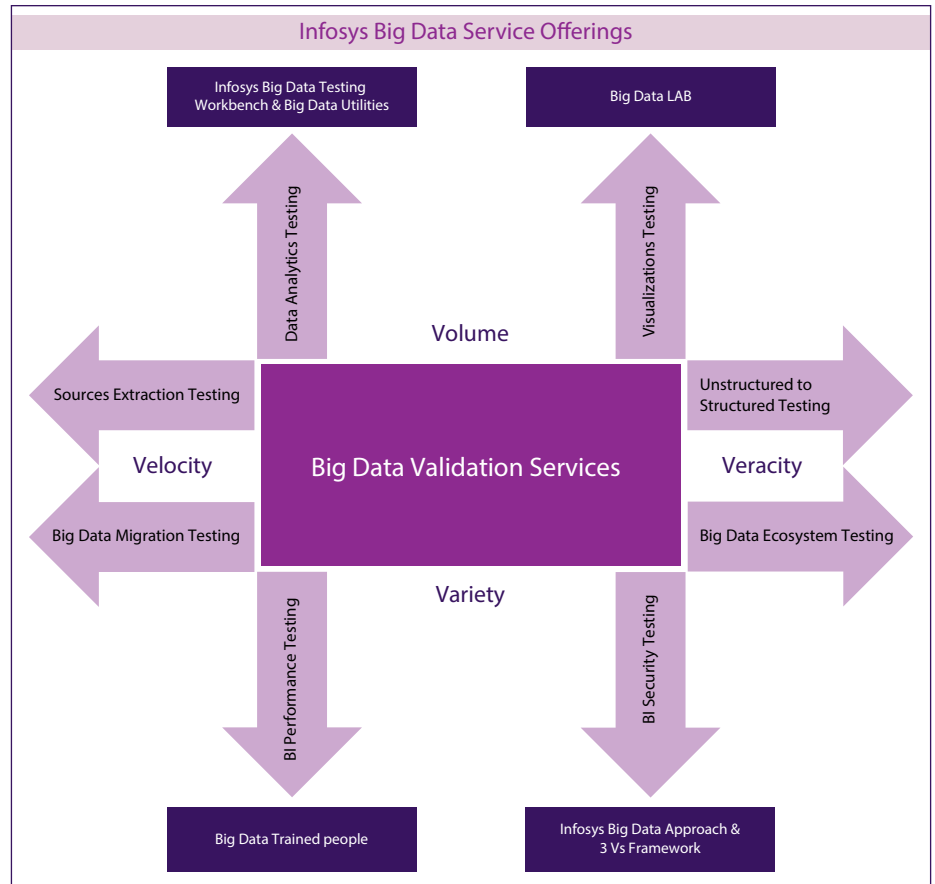 Infosys Big Data Service Offerings
Infosys Big Data Testing
Workbench & Big Data Utilities
Big Data LAB
Data Analytics Testing
Visualizations Testing
Volume
Sources Extraction Testing
Unstructured to
Structured Testing
Velocity
Big Data Validation Services
Veracity
Big Data Migration Testing
Big Data Ecosystem Testing
Variety
BI Performance Testing
BI Security Testing
Big Data Trained people
Infosys Big Data Approach &
3 Vs Framework